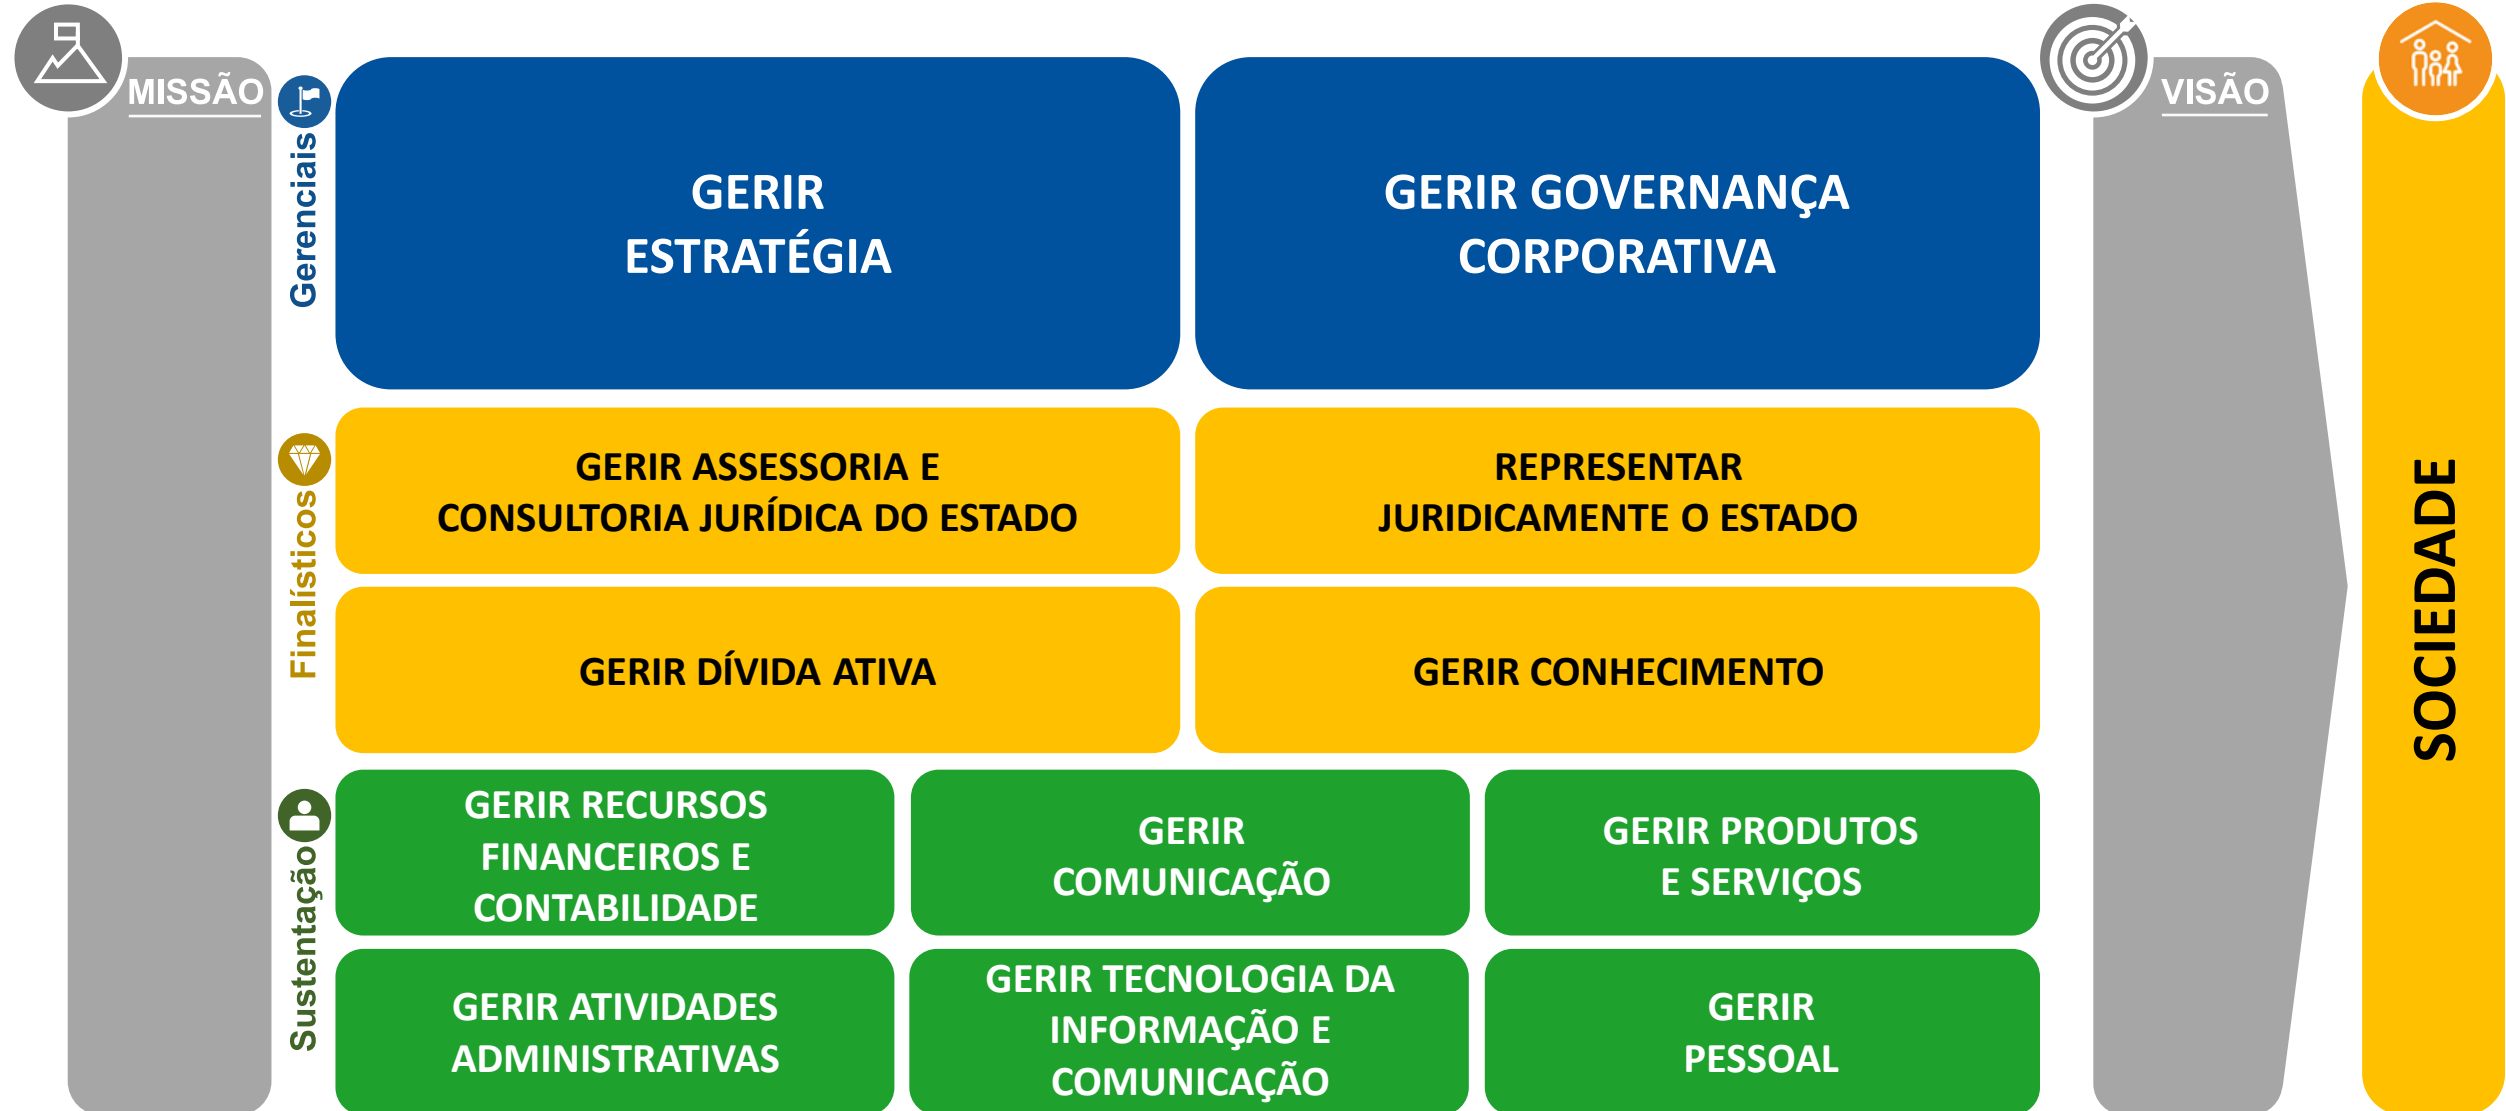 MISSÃO
Gerenciais
GERIR
ESTRATÉGIA
GERIR GOVERNANÇA
CORPORATIVA
Finalísticos
GERIR ASSESSORIA E
CONSULTORIA JURÍDICA DO ESTADO
REPRESENTAR
JURIDICAMENTE O ESTADO
GERIR DÍVIDA ATIVA
GERIR CONHECIMENTO
Sustentação
GERIR RECURSOS
FINANCEIROS E
CONTABILIDADE
GERIR
COMUNICAÇÃO
GERIR PRODUTOS
E SERVIÇOS
GERIR ATIVIDADES
ADMINISTRATIVAS
GERIR TECNOLOGIA DA
INFORMAÇÃO E
COMUNICAÇÃO
GERIR
PESSOAL
VISÃO
SOCIEDADE